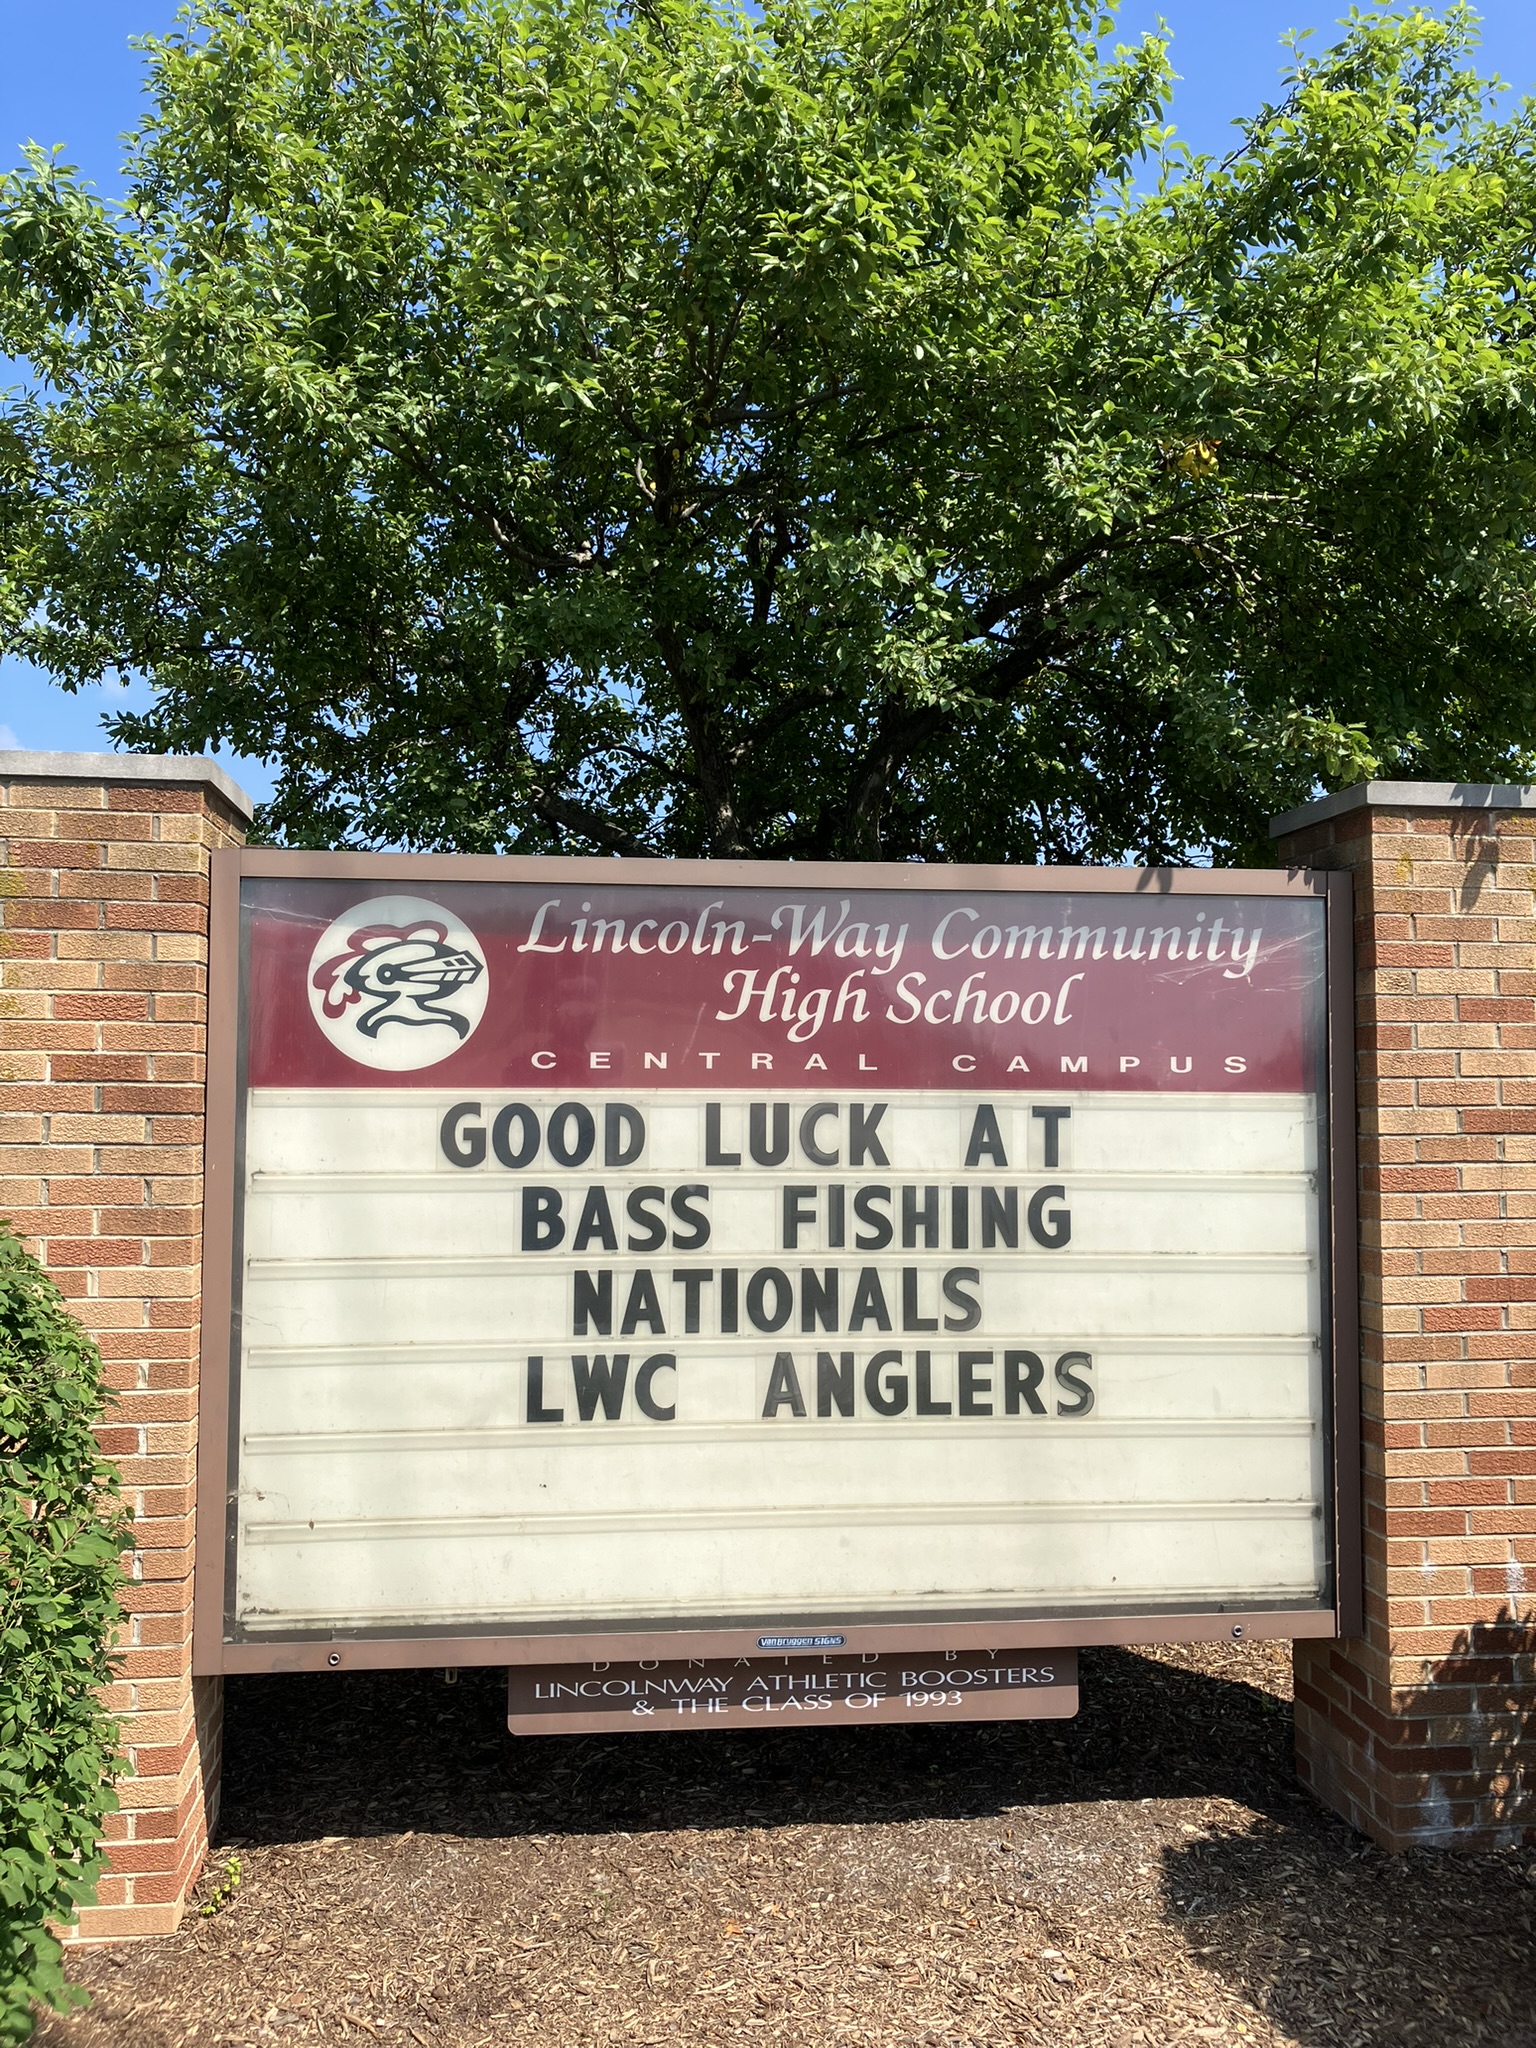 Lincoln-Way Community
High School
CENTRAL CAMPUS
GOOD LUCK AT
BASS FISHING
NATIONALS
LWC ANGLERS
VanBruggen SIGNS
DONATED BY
LINCOLNWAY ATHLETIC BOOSTERS
& THE CLASS OF 1993